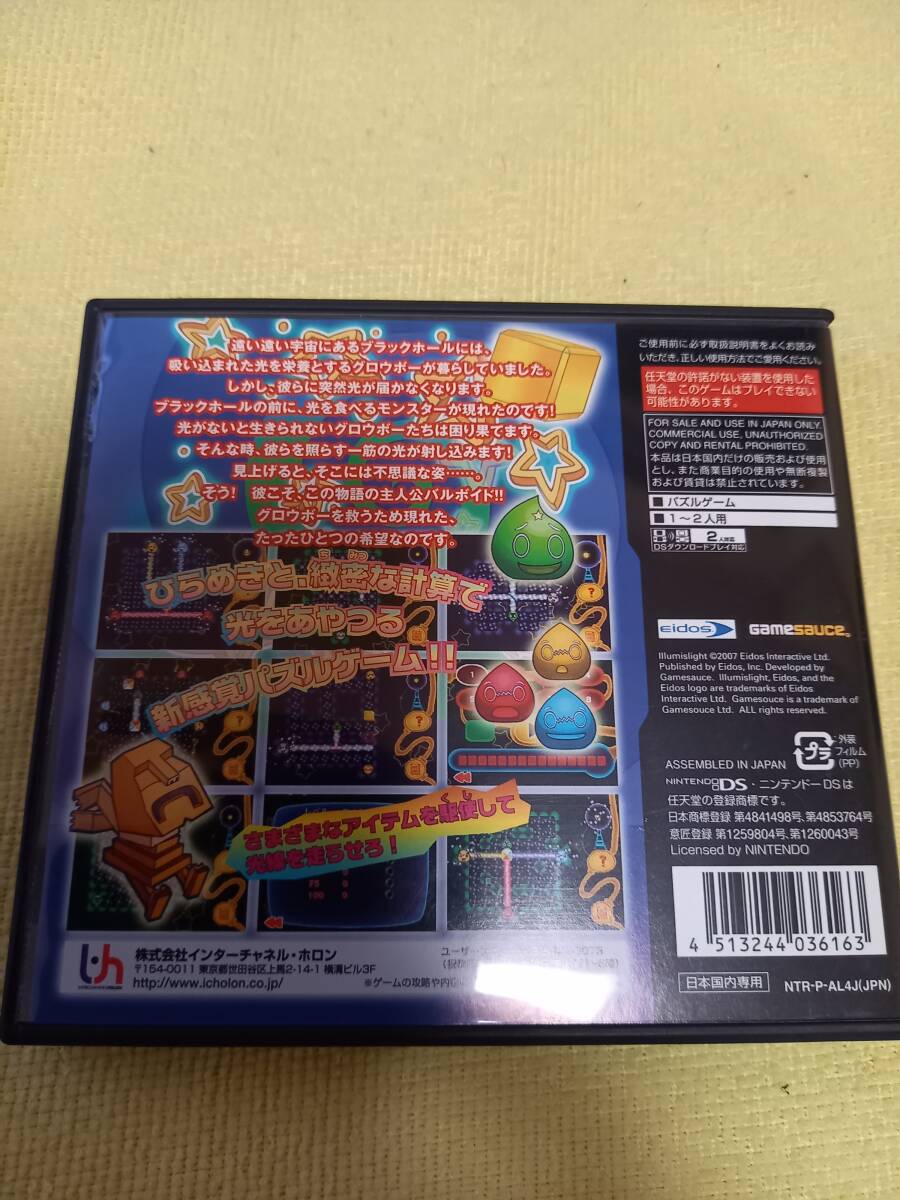 遠い遠い宇宙にあるブラックホールには、
吸い込まれた光を栄養とするグロウボーが暮らしていました。
しかし、彼らに突然光が届かなくなります。
ブラックホールの前に、光を食べるモンスターが現れたのです!
光がないと生きられないグロウボーたちは困り果てます。
そんな時、彼らを照らす一筋の光が射し込みます!
見上げると、そこには不思議な姿……。
そう! 彼こそ、この物語の主人公バルボイド!!
グロウボーを救うため現れた、
たったひとつの希望なのです。
ひらめきと、緻密な計算で
ち みつ
光をあやつる
新感覚パズルゲーム!!
さまざまなアイテムを駆使して
くし
光線を走らせろ!
株式会社インターチャネル・ホロン
〒154-0011 東京都世田谷区上馬2-14-1 横溝ビル3F
http://www.icholon.co.jp/
※ゲームの攻略や内
ご使用前に必ず取扱説明書をよくお読み
いただき、正しい使用方法でご愛用ください。
任天堂の許諾がない装置を使用した
場合、このゲームはプレイできない
可能性があります。
FOR SALE AND USE IN JAPAN ONLY.
COMMERCIAL USE, UNAUTHORIZED
COPY AND RENTAL PROHIBITED.
本品は日本国内だけの販売および使用
とし、また商業目的の使用や無断複製
および賃貸は禁止されています。
■パズルゲーム
■1~2人用
2人対応
DSダウンロードプレイ対応
eidos GAMESAUCE
Illumislight ©2007 Eidos Interactive Ltd.
Published by Eidos, Inc. Developed by
Gamesauce. Illumislight, Eidos, and the
Eidos logo are trademarks of Eidos
Interactive Ltd. Gamesouce is a trademark of
Gamesouce Ltd. ALL rights reserved.
プラ
外装
フィルム
(PP)
ASSEMBLED IN JAPAN
NINTENDO DS・ニンテンドーDSは
任天堂の登録商標です。
日本商標登録 第4841498号、第4853764号
意匠登録 第1259804号、第1260043号
Licensed by NINTENDO
4 513244 036163
日本国内専用
NTR-P-AL4J(JPN)